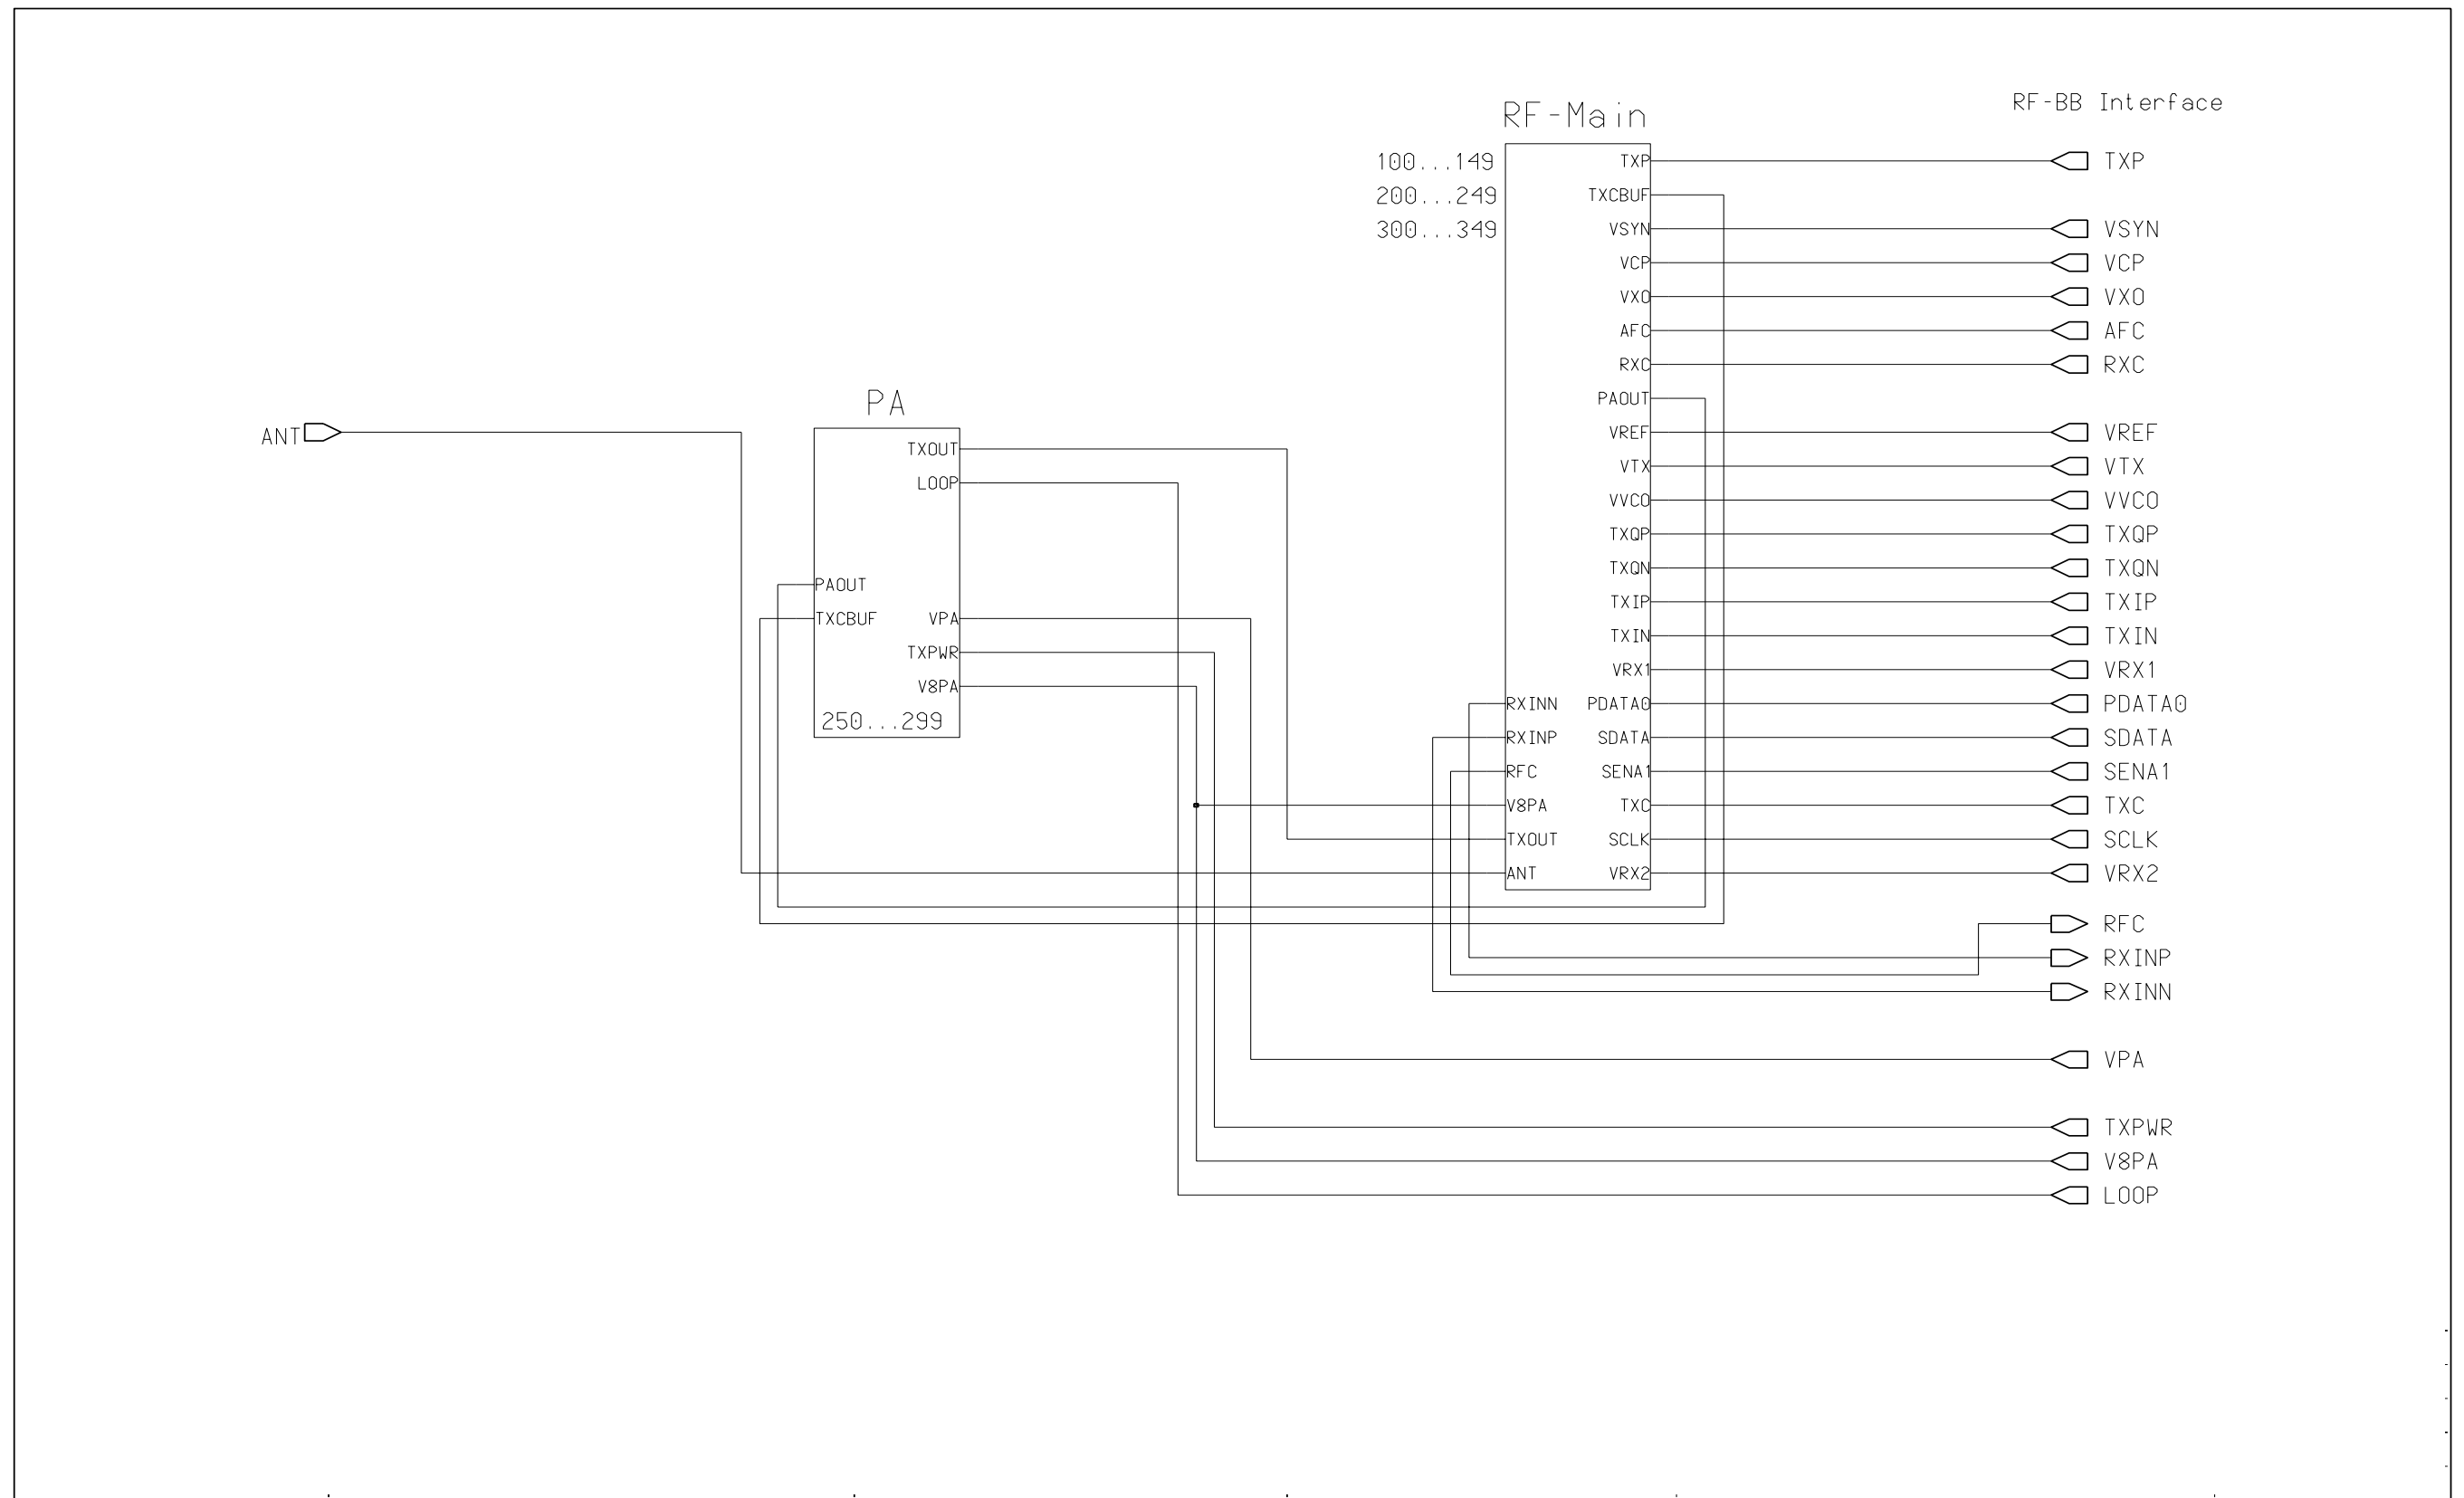 RF-BB Interface
RF-Main
100...149
200...249
300...349
TXP
TXCBUF
VSYN
VCP
VXO
AFC
RXC
PAOUT
VREF
VTX
VVCO
TXQP
TXQN
TXIP
TXIN
VRX1
RXINN PDATA0
RXINP SDATA
RFC SENA1
V8PA TXC
TXOUT SCLK
ANT VRX2
TXP
VSYN
VCP
VXO
AFC
RXC
VREF
VTX
VVCO
TXQP
TXQN
TXIP
TXIN
VRX1
PDATA0
SDATA
SENA1
TXC
SCLK
VRX2
RFC
RXINP
RXINN
VPA
TXPWR
V8PA
LOOP
ANT
PA
TXOUT
LOOP
PAOUT
TXCBUF VPA
TXPWR
V8PA
250...299